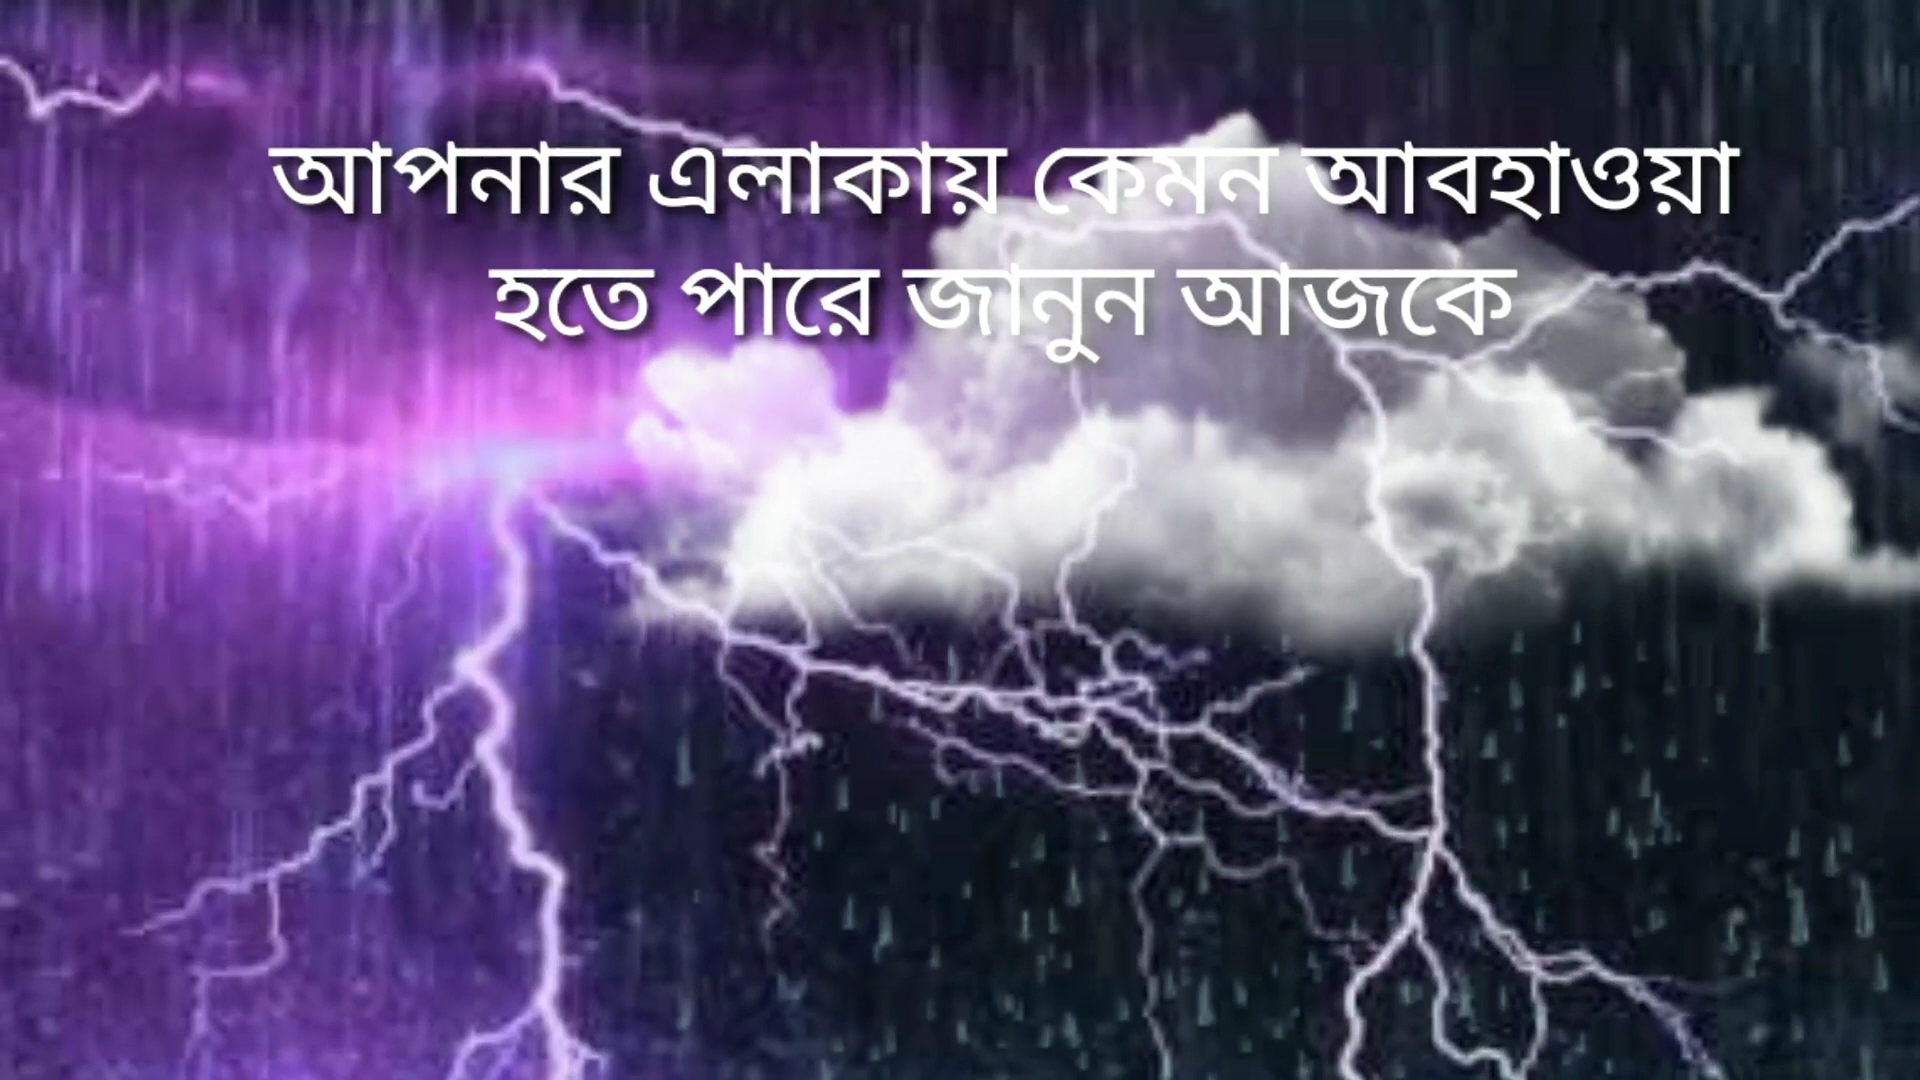 আপনার এলাকায় কেমন আবহাওয়া
হতে পারে জানুন আজকে